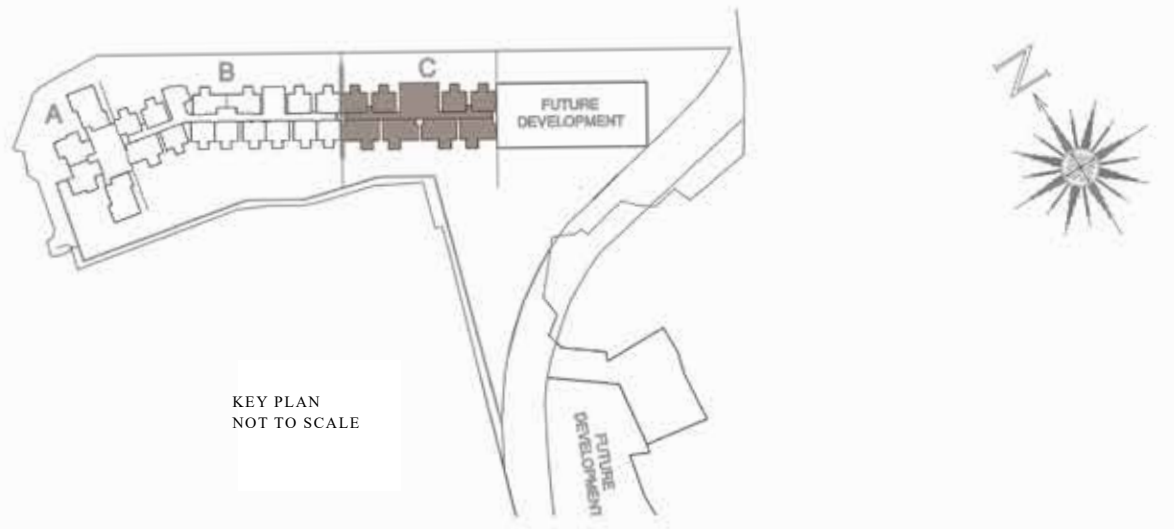 B
C
A
FUTURE
DEVELOPMENT
N
KEY PLAN
NOT TO SCALE
FUTURE
DEVELOPMENT